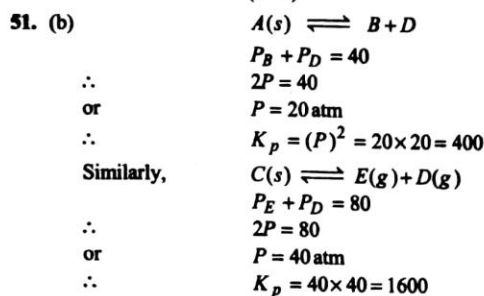 51. (b) A(s) ⇌ B+D
P_B + P_D = 40
∴ 2P = 40
or P = 20 atm
∴ K_p = (P)² = 20×20 = 400
Similarly, C(s) ⇌ E(g)+D(g)
P_E + P_D = 80
∴ 2P = 80
or P = 40 atm
∴ K_p = 40×40 = 1600